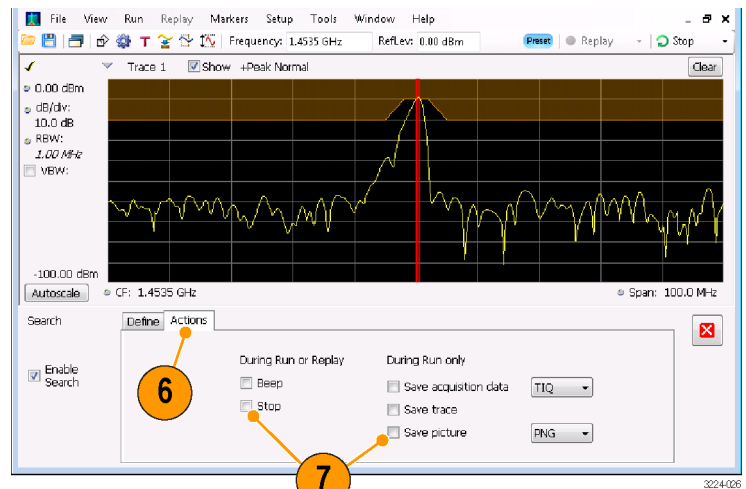 File View Run Replay Markers Setup Tools Window Help
T Frequency: 1.4535 GHz RefLev: 0.00 dBm Preset Replay Stop
Trace 1 Show +Peak Normal Clear
0.00 dBm
dB/div:
10.0 dB
RBW:
1.00 MHz
VBW:
-100.00 dBm
Autoscale CF: 1.4535 GHz Span: 100.0 MHz
Search Define Actions
Enable
Search
During Run or Replay During Run only
Beep Save acquisition data TIQ
Stop Save trace
Save picture PNG
6
7
3224-026